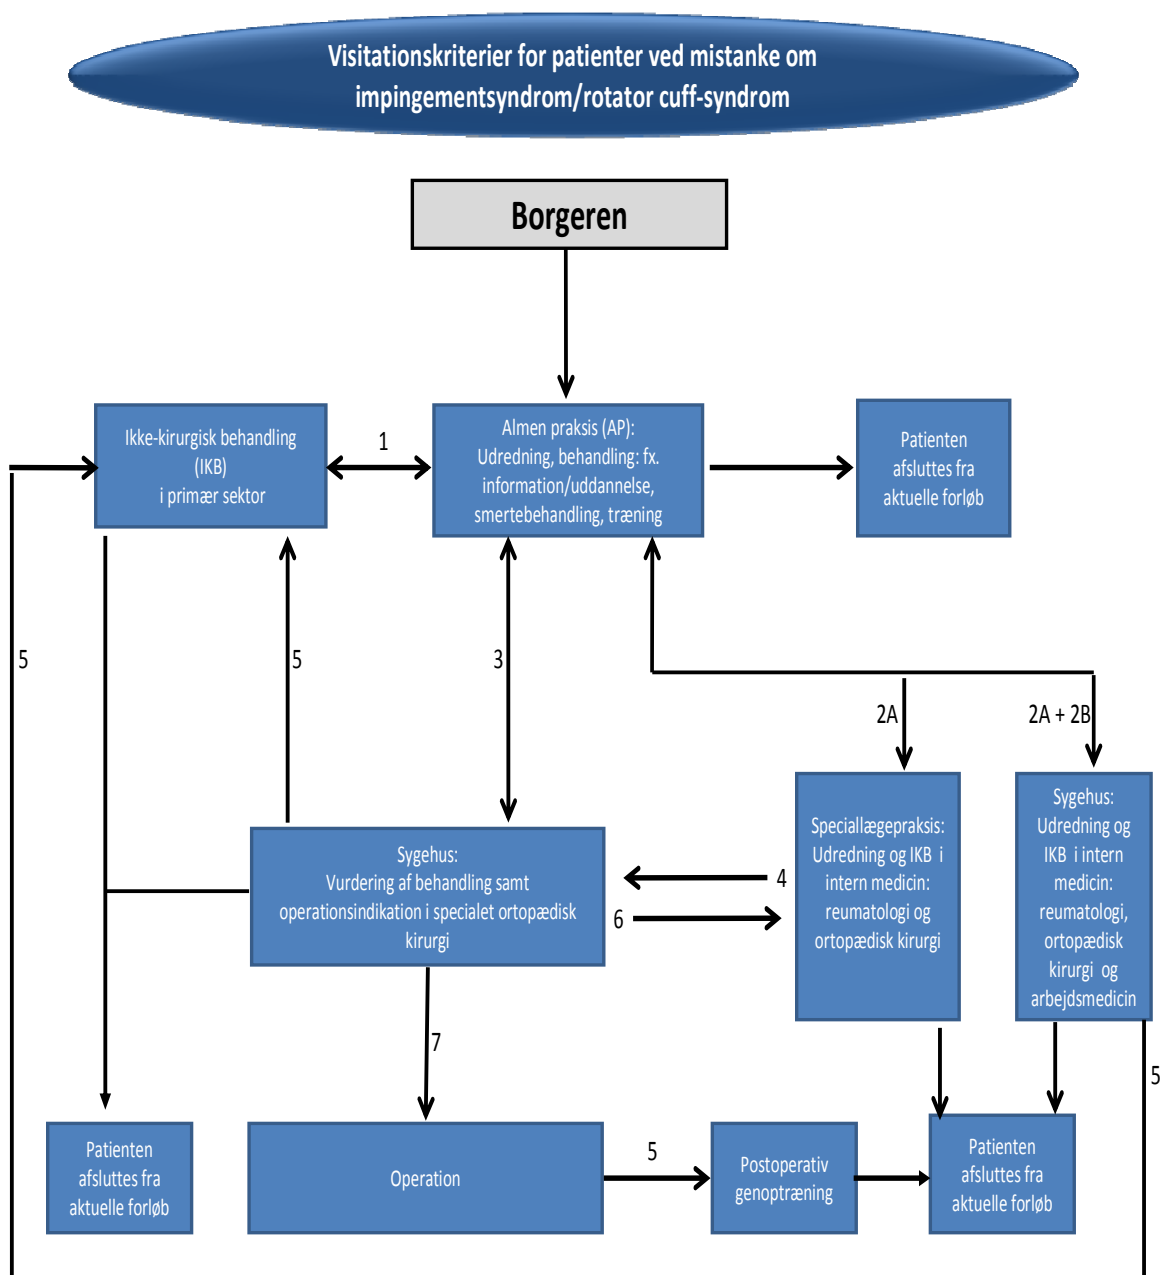 Visitationskriterier for patienter ved mistanke om
impingementsyndrom/rotator cuff-syndrom
Borgeren
Ikke-kirurgisk behandling
(IKB)
i primær sektor
1
Almen praksis (AP):
Udredning, behandling: fx.
information/uddannelse,
smertebehandling, træning
Patienten
afsluttes fra
aktuelle forløb
5
5
3
2A
2A + 2B
Sygehus:
Vurdering af behandling samt
operationsindikation i specialet ortopædisk
kirurgi
4
6
Speciallægepraksis:
Udredning og IKB i
intern medicin:
reumatologi og
ortopædisk kirurgi
Sygehus:
Udredning og
IKB i intern
medicin:
reumatologi,
ortopædisk
kirurgi og
arbejdsmedicin
7
5
Patienten
afsluttes fra
aktuelle forløb
Operation
5
Postoperativ
genoptræning
Patienten
afsluttes fra
aktuelle forløb